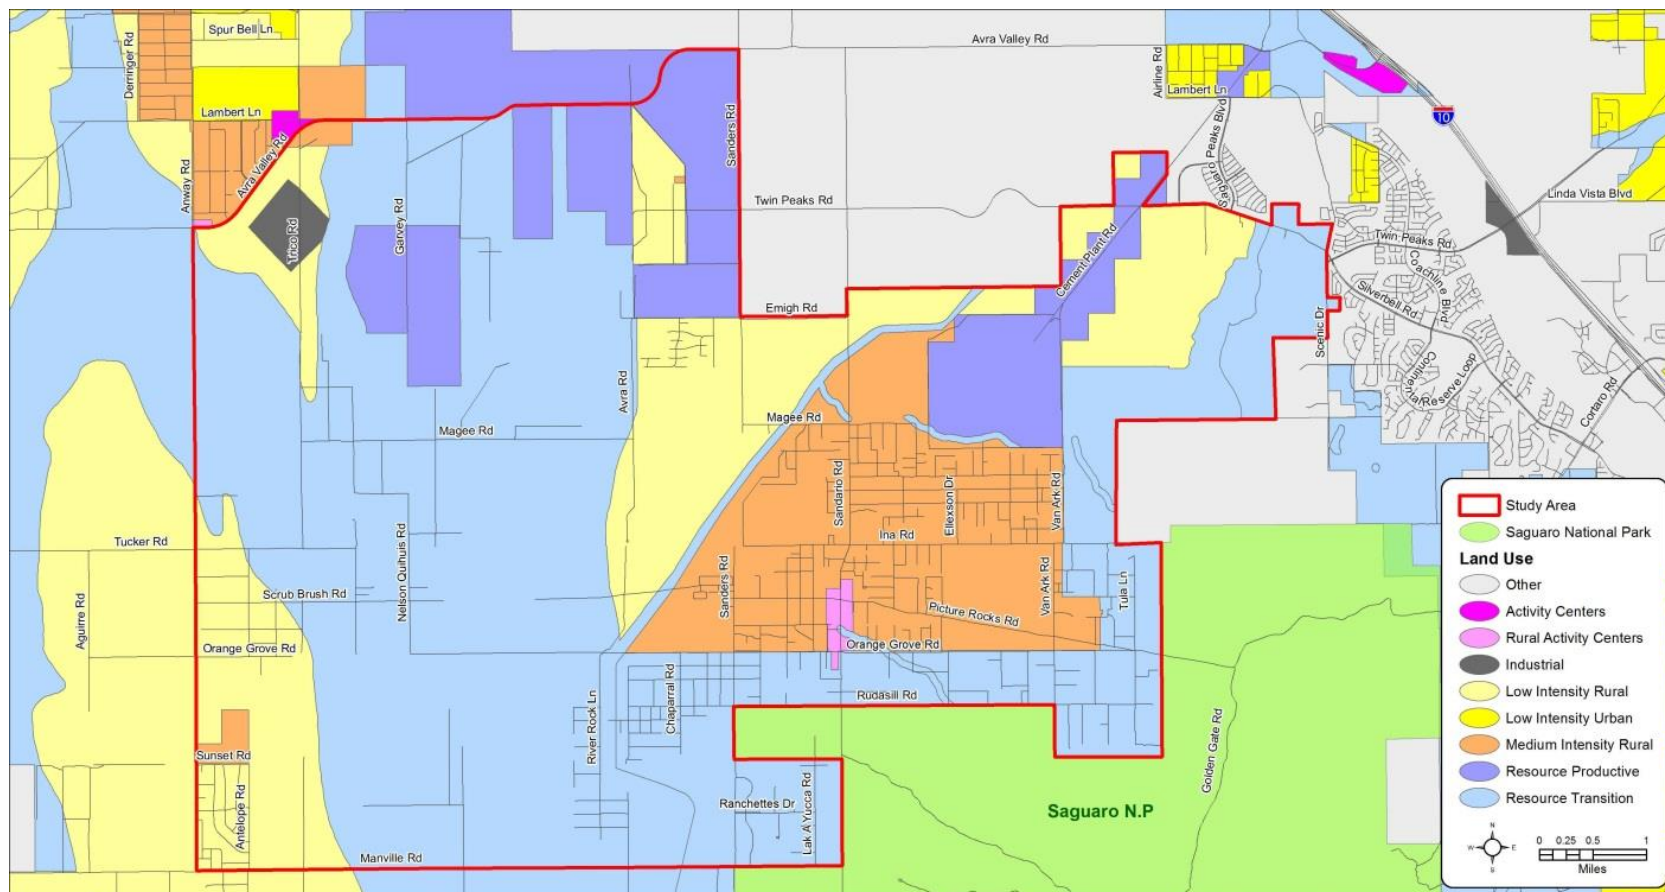 Spur Bell Ln
Derringer Rd
Avra Valley Rd
Airline Rd
Lambert Ln
Lambert Ln
10
Saguaro Peaks Blvd
Sanders Rd
Avra Valley Rd
Anway Rd
Twin Peaks Rd
Linda Vista Blvd
Trico Rd
Garvey Rd
Twin Peaks Rd
Cement Plant Rd
Coachline Blvd
Silverbell Rd
Emigh Rd
Scenic Dr
Continental Reserve Loop
Avra Rd
Cortaro Rd
Magee Rd
Magee Rd
Sandario Rd
Ellexson Dr
Van Ark Rd
Ina Rd
Tucker Rd
Nelson Quihuis Rd
Sanders Rd
Van Ark Rd
Tula Ln
Scrub Brush Rd
Picture Rocks Rd
Aguirre Rd
Orange Grove Rd
Orange Grove Rd
Chaparral Rd
Rudasill Rd
River Rock Ln
Golden Gate Rd
Sunset Rd
Antelope Rd
Ranchettes Dr
Lak A Yucca Rd
Saguaro N.P
Manville Rd
Study Area
Saguaro National Park
Land Use
Other
Activity Centers
Rural Activity Centers
Industrial
Low Intensity Rural
Low Intensity Urban
Medium Intensity Rural
Resource Productive
Resource Transition
N
W E
S
0 0.25 0.5 1
Miles